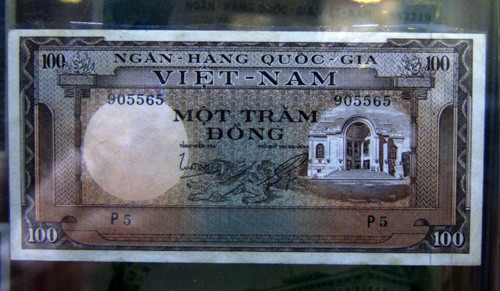 100 NGÂN-HÀNG QUỐC-GIA 100
VIỆT-NAM
905565 905565
MỘT TRĂM
ĐỒNG
P 5 P 5
100 100